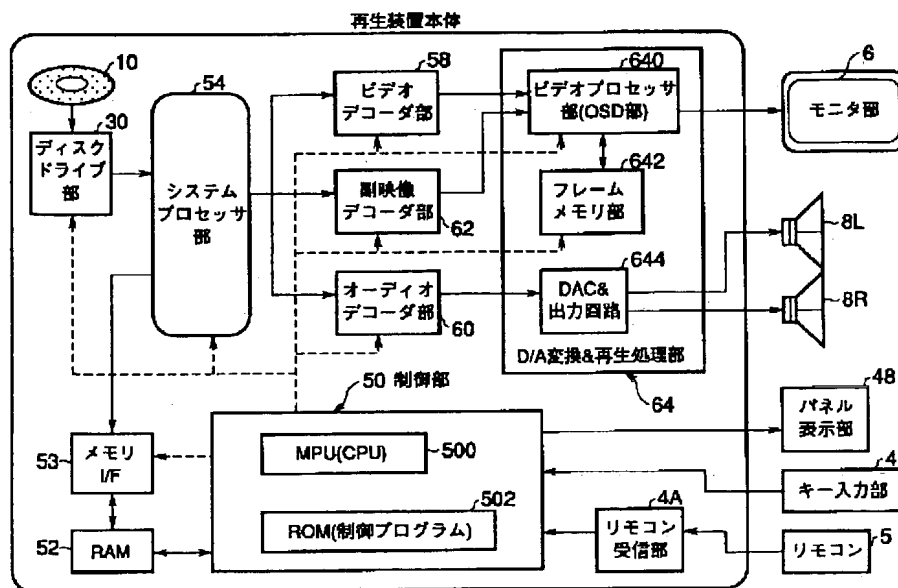 再生装置本体
10
54
58
640
6
ビデオ
デコーダ部
ビデオプロセッサ
部(OSD部)
モニタ部
30
ディスク
ドライブ
部
システム
プロセッサ
部
642
副映像
デコーダ部
62
フレーム
メモリ部
8L
644
オーディオ
デコーダ部
60
DAC&
出力回路
8R
D/A変換&再生処理部
64
50 制御部
48
パネル
表示部
53
メモリ
I/F
MPU(CPU)
500
4
キー入力部
502
ROM(制御プログラム)
4A
リモコン
受信部
52
RAM
リモコン
5